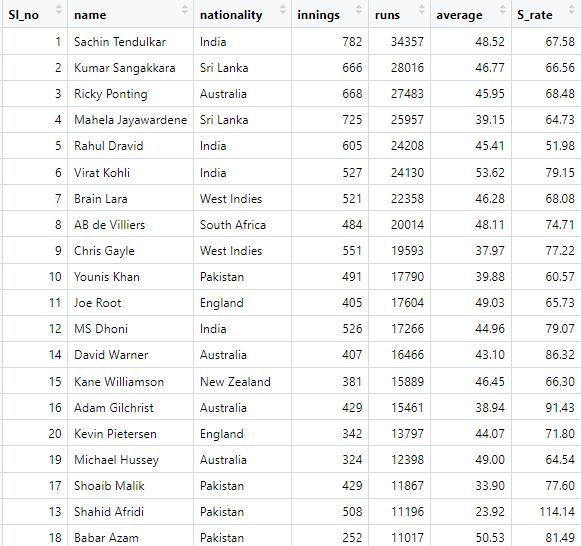 Sl_no name nationality innings runs average S_rate
1 Sachin Tendulkar India 782 34357 48.52 67.58
2 Kumar Sangakkara Sri Lanka 666 28016 46.77 66.56
3 Ricky Ponting Australia 668 27483 45.95 68.48
4 Mahela Jayawardene Sri Lanka 725 25957 39.15 64.73
5 Rahul Dravid India 605 24208 45.41 51.98
6 Virat Kohli India 527 24130 53.62 79.15
7 Brain Lara West Indies 521 22358 46.28 68.08
8 AB de Villiers South Africa 484 20014 48.11 74.71
9 Chris Gayle West Indies 551 19593 37.97 77.22
10 Younis Khan Pakistan 491 17790 39.88 60.57
11 Joe Root England 405 17604 49.03 65.73
12 MS Dhoni India 526 17266 44.96 79.07
14 David Warner Australia 407 16466 43.10 86.32
15 Kane Williamson New Zealand 381 15889 46.45 66.30
16 Adam Gilchrist Australia 429 15461 38.94 91.43
20 Kevin Pietersen England 342 13797 44.07 71.80
19 Michael Hussey Australia 324 12398 49.00 64.54
17 Shoaib Malik Pakistan 429 11867 33.90 77.60
13 Shahid Afridi Pakistan 508 11196 23.92 114.14
18 Babar Azam Pakistan 252 11017 50.53 81.49